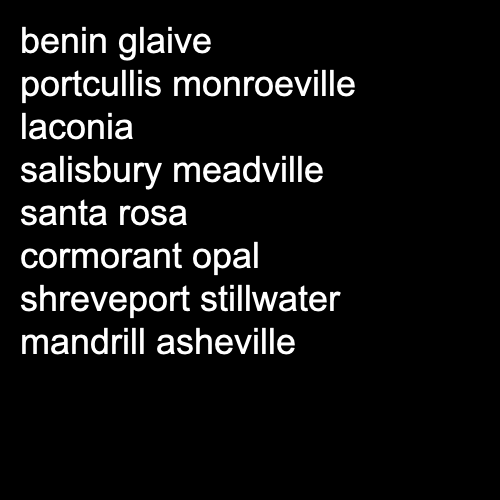 benin glaive
portcullis monroeville
laconia
salisbury meadville
santa rosa
cormorant opal
shreveport stillwater
mandrill asheville